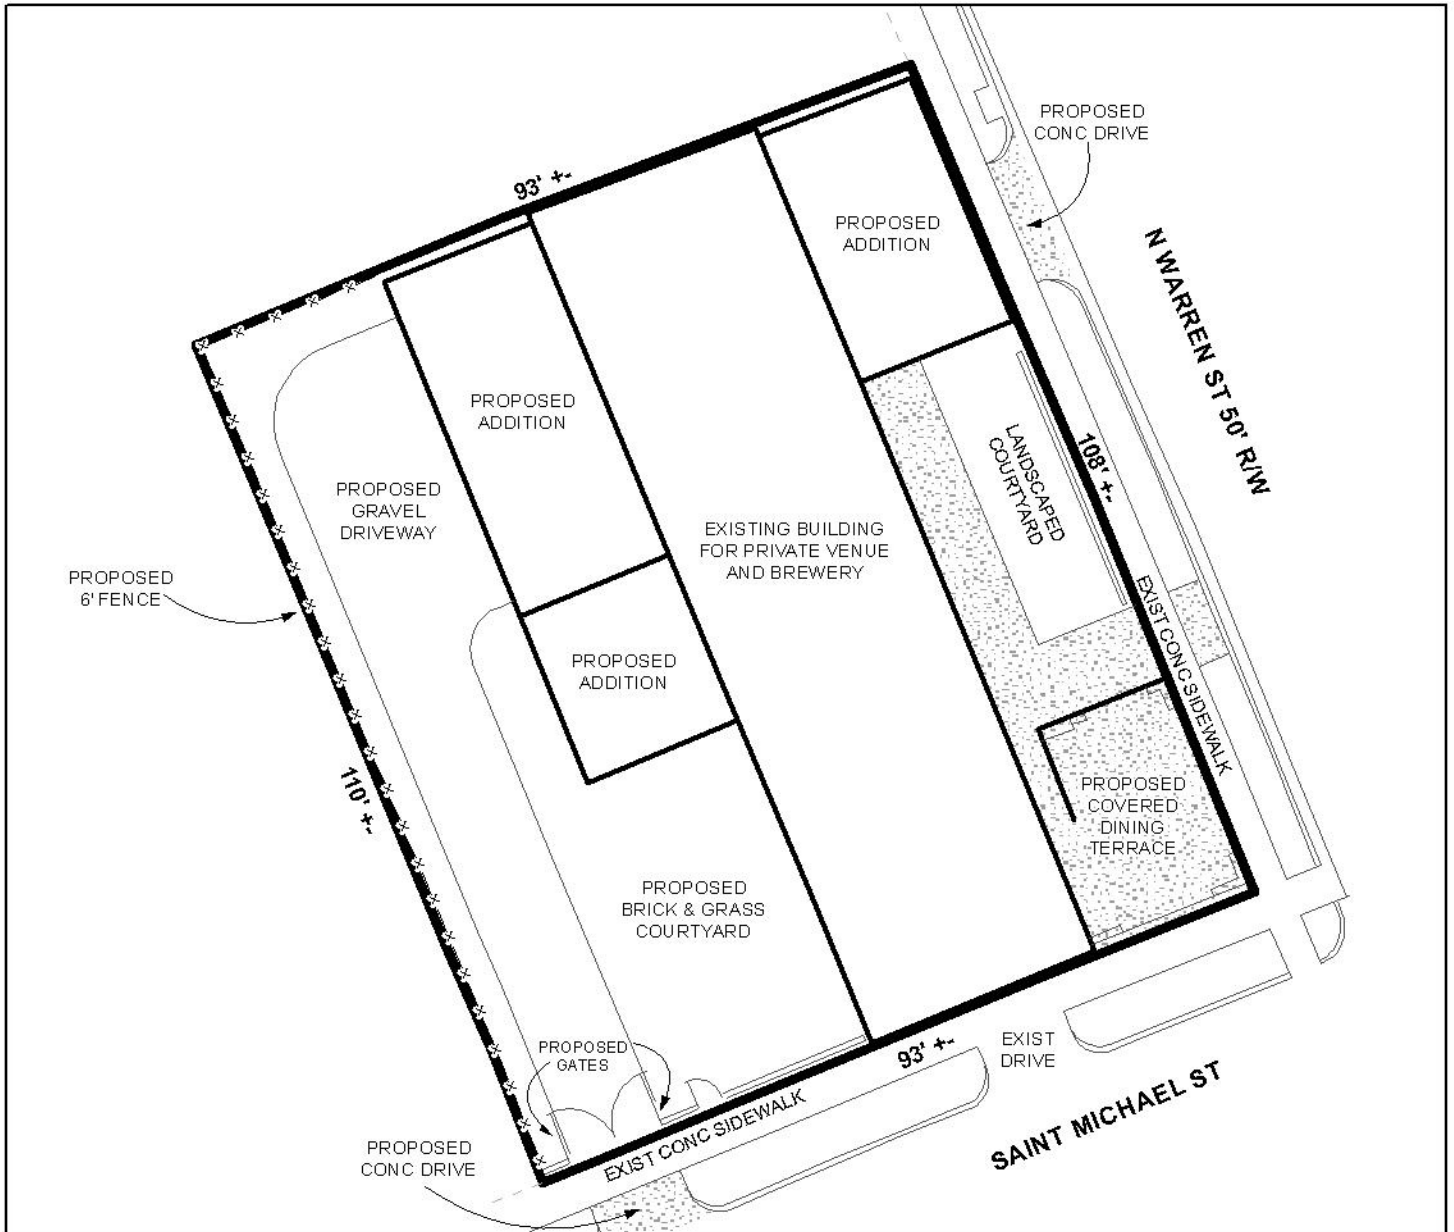 PROPOSED
CONC DRIVE
93' +-
PROPOSED
ADDITION
N WARREN ST 50' R/W
PROPOSED
ADDITION
LANDSCAPED
COURTYARD
108' +-
PROPOSED
GRAVEL
DRIVEWAY
EXISTING BUILDING
FOR PRIVATE VENUE
AND BREWERY
PROPOSED
6' FENCE
EXIST CONC SIDEWALK
PROPOSED
ADDITION
110' +-
PROPOSED
COVERED
DINING
TERRACE
PROPOSED
BRICK & GRASS
COURTYARD
PROPOSED
GATES
93' +-
EXIST
DRIVE
SAINT MICHAEL ST
EXIST CONC SIDEWALK
PROPOSED
CONC DRIVE